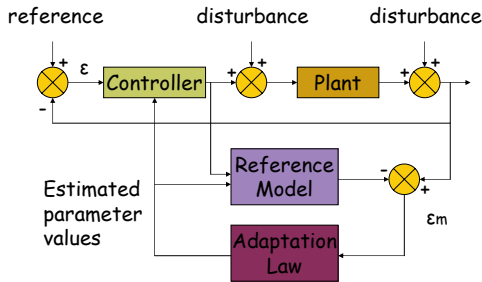 reference
disturbance
disturbance
+
ε
Controller
+
+
Plant
+
+
-
Reference
Model
-
+
Estimated
parameter
values
εm
Adaptation
Law